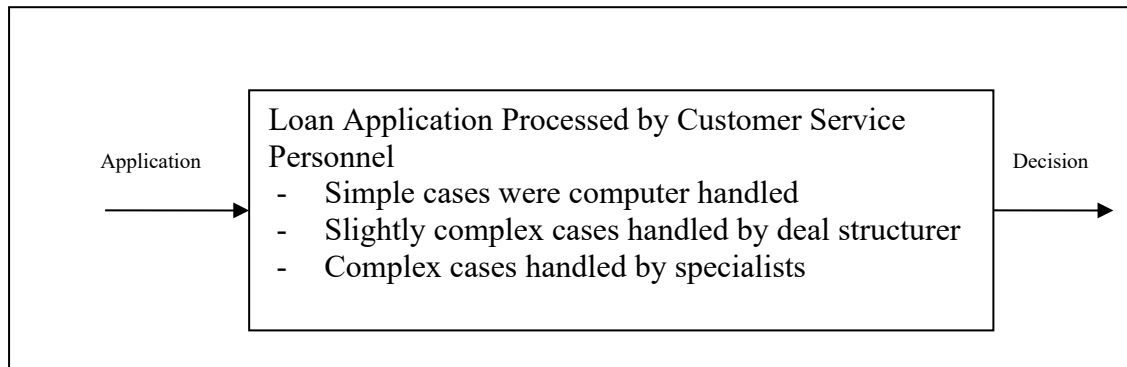 Application
Loan Application Processed by Customer Service
Personnel
- Simple cases were computer handled
- Slightly complex cases handled by deal structurer
- Complex cases handled by specialists
Decision